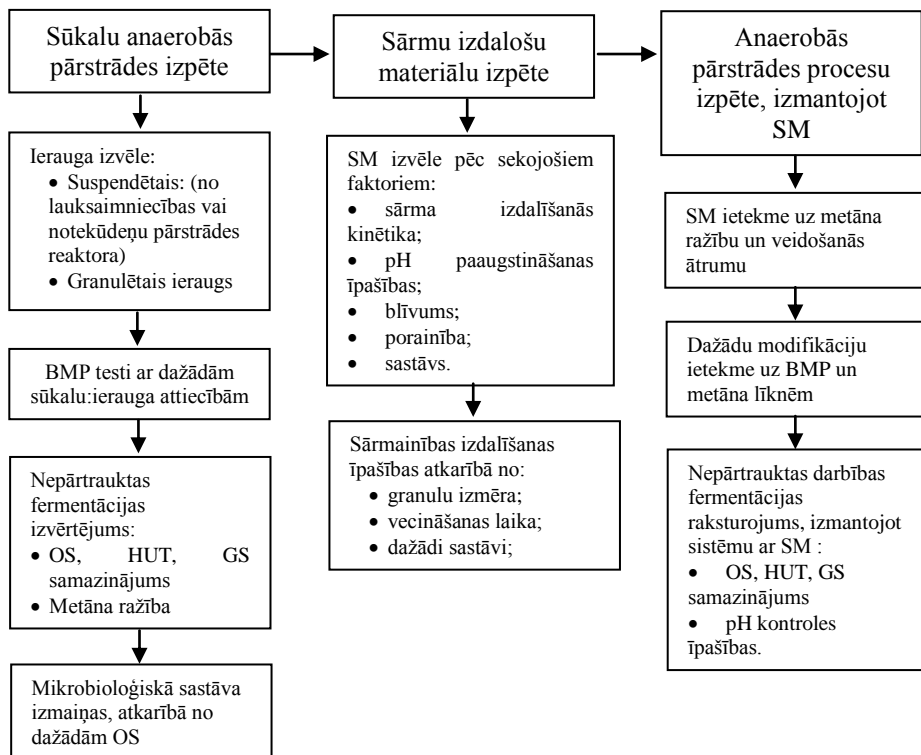 Sūkalu anaerobās
pārstrādes izpēte
Ierauga izvēle:
• Suspendētais: (no
lauksaimniecības vai
notekūdeņu pārstrādes
reaktora)
• Granulētais ieraugs
BMP testi ar dažādām
sūkalu:ierauga attiecībām
Nepārtrauktas
fermentācijas
izvērtējums:
• OS, HUT, GS
samazinājums
• Metāna ražība
Mikrobioloģiskā sastāva
izmaiņas, atkarībā no
dažādām OS
Sārmu izdalošu
materiālu izpēte
SM izvēle pēc sekojošiem
faktoriem:
• sārma izdalīšanās
kinētika;
• pH paaugstināšanas
īpašības;
• blīvums;
• porainība;
• sastāvs.
Sārmainības izdalīšanas
īpašības atkarībā no:
• granulu izmēra;
• vecināšanas laika;
• dažādi sastāvi;
Anaerobās
pārstrādes procesu
izpēte, izmantojot
SM
SM ietekme uz metāna
ražību un veidošanās
ātrumu
Dažādu modifikāciju
ietekme uz BMP un
metāna līknēm
Nepārtrauktas darbības
fermentācijas
raksturojums, izmantojot
sistēmu ar SM :
• OS, HUT, GS
samazinājums
• pH kontroles
īpašības.